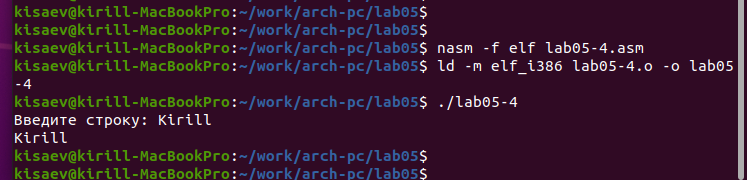 kisaev@kirill-MacBookPro:~/work/arch-pc/lab05$
kisaev@kirill-MacBookPro:~/work/arch-pc/lab05$
kisaev@kirill-MacBookPro:~/work/arch-pc/lab05$ nasm -f elf lab05-4.asm
kisaev@kirill-MacBookPro:~/work/arch-pc/lab05$ ld -m elf_i386 lab05-4.o -o lab05
-4
kisaev@kirill-MacBookPro:~/work/arch-pc/lab05$ ./lab05-4
Введите строку: Kirill
Kirill
kisaev@kirill-MacBookPro:~/work/arch-pc/lab05$
kisaev@kirill-MacBookPro:~/work/arch-pc/lab05$